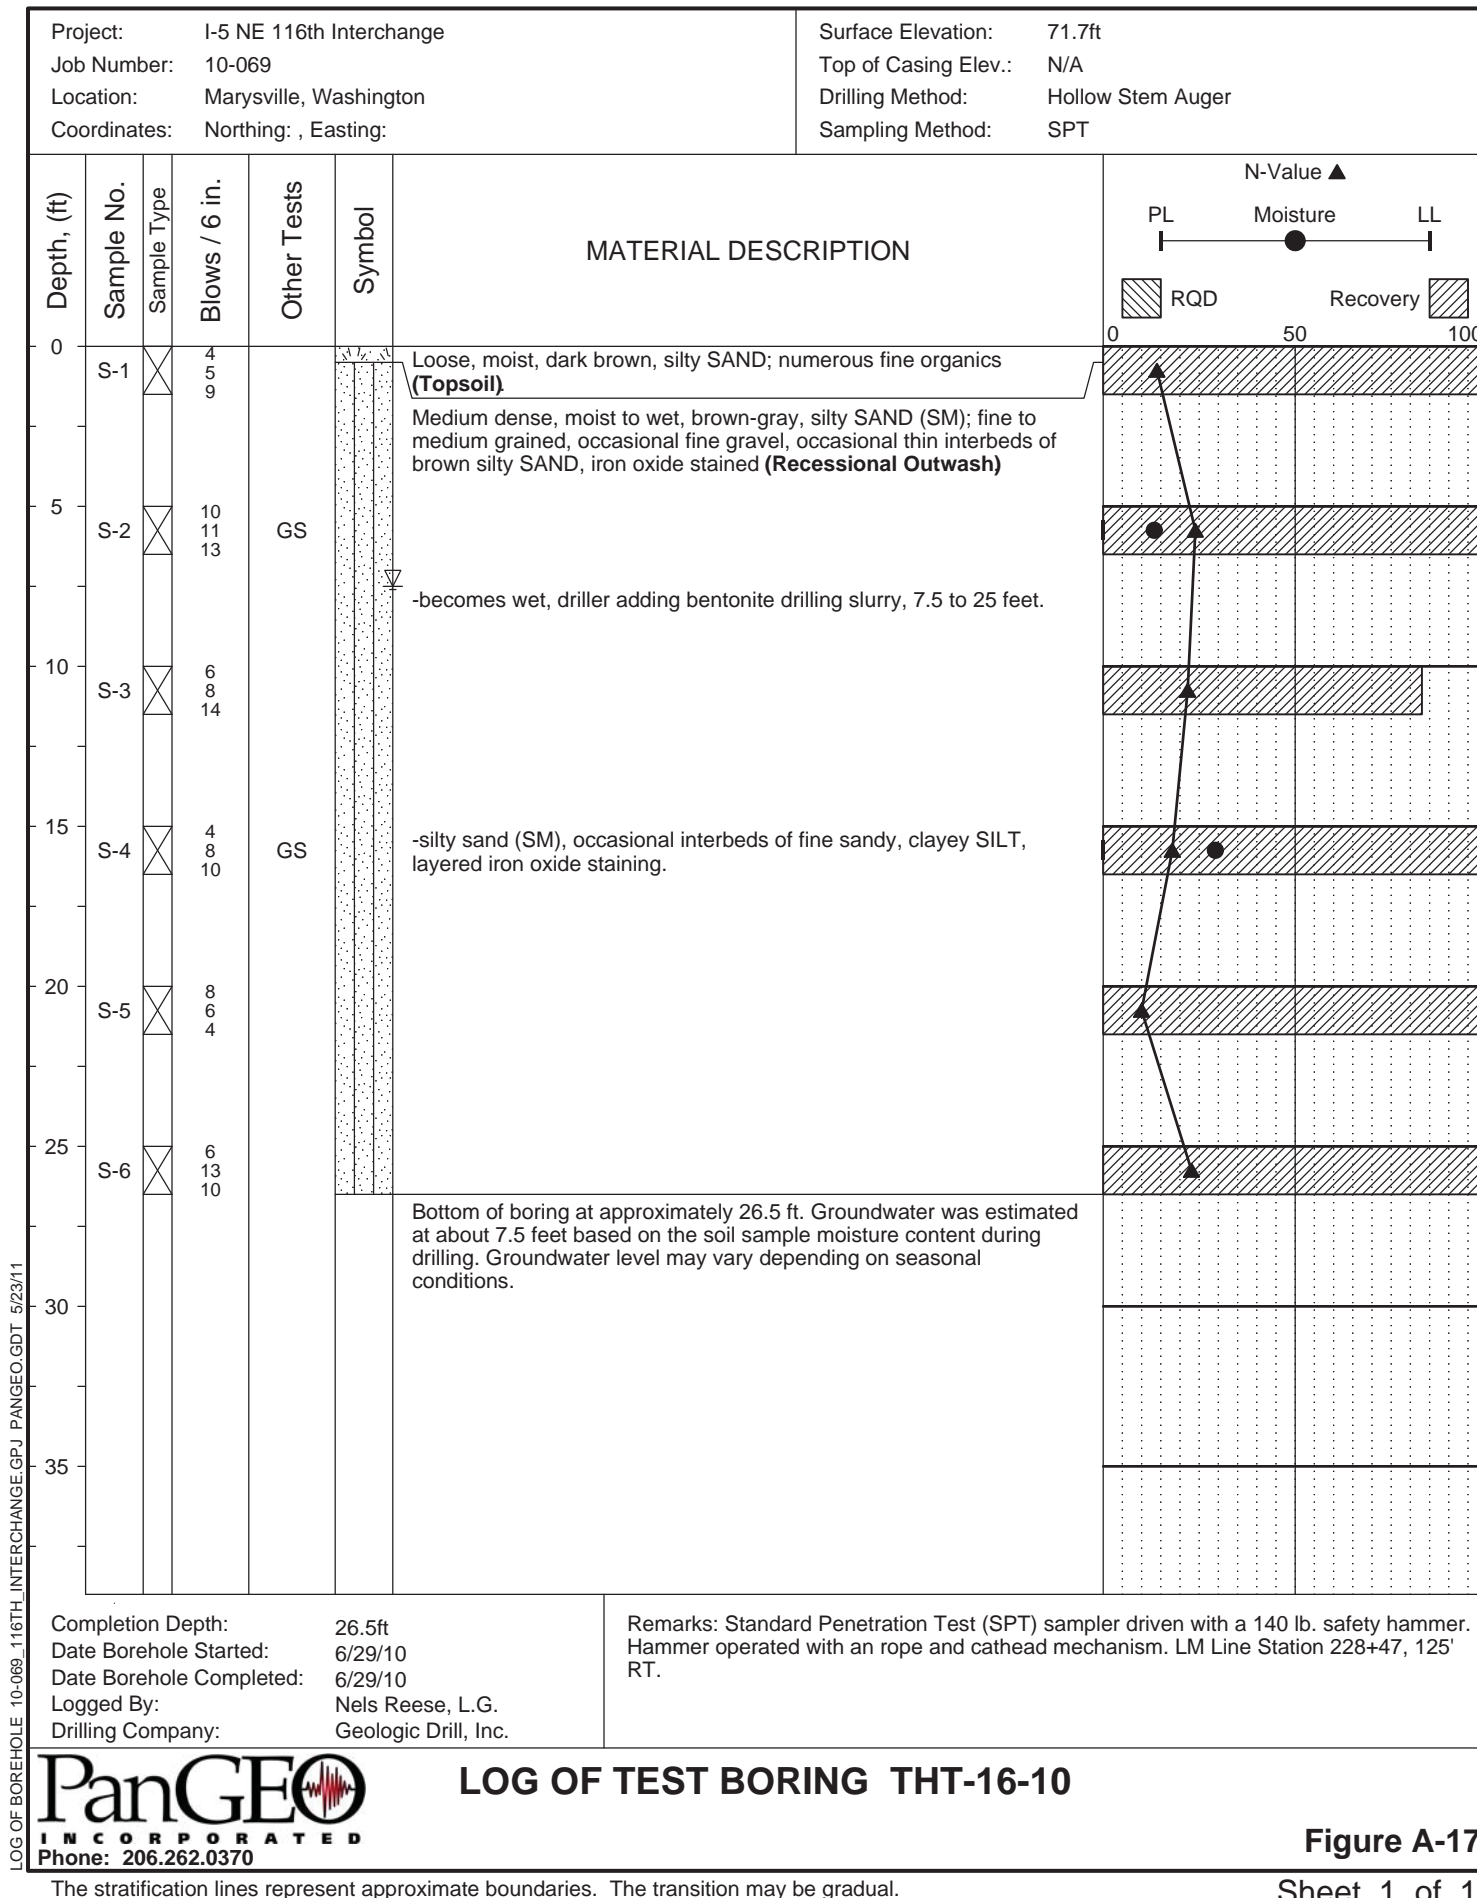 Project: I-5 NE 116th Interchange
Job Number: 10-069
Location: Marysville, Washington
Coordinates: Northing: , Easting:
Surface Elevation: 71.7ft
Top of Casing Elev.: N/A
Drilling Method: Hollow Stem Auger
Sampling Method: SPT
Depth, (ft)
Sample No.
Sample Type
Blows / 6 in.
Other Tests
Symbol
MATERIAL DESCRIPTION
N-Value ▲
PL Moisture LL
RQD Recovery
0 50 100
0
S-1
4
5
9
Loose, moist, dark brown, silty SAND; numerous fine organics
(Topsoil).
Medium dense, moist to wet, brown-gray, silty SAND (SM); fine to
medium grained, occasional fine gravel, occasional thin interbeds of
brown silty SAND, iron oxide stained (Recessional Outwash)
5
S-2
10
11
13
GS
-becomes wet, driller adding bentonite drilling slurry, 7.5 to 25 feet.
10
S-3
6
8
14
15
S-4
4
8
10
GS
-silty sand (SM), occasional interbeds of fine sandy, clayey SILT,
layered iron oxide staining.
20
S-5
8
6
4
25
S-6
6
13
10
Bottom of boring at approximately 26.5 ft. Groundwater was estimated
at about 7.5 feet based on the soil sample moisture content during
drilling. Groundwater level may vary depending on seasonal
conditions.
30
35
Completion Depth: 26.5ft
Date Borehole Started: 6/29/10
Date Borehole Completed: 6/29/10
Logged By: Nels Reese, L.G.
Drilling Company: Geologic Drill, Inc.
Remarks: Standard Penetration Test (SPT) sampler driven with a 140 lb. safety hammer.
Hammer operated with an rope and cathead mechanism. LM Line Station 228+47, 125'
RT.
LOG OF BOREHOLE 10-069_116TH_INTERCHANGE.GPJ PANGEO.GDT 5/23/11
PanGEO
INCORPORATED
Phone: 206.262.0370
LOG OF TEST BORING THT-16-10
Figure A-17
The stratification lines represent approximate boundaries. The transition may be gradual.
Sheet 1 of 1